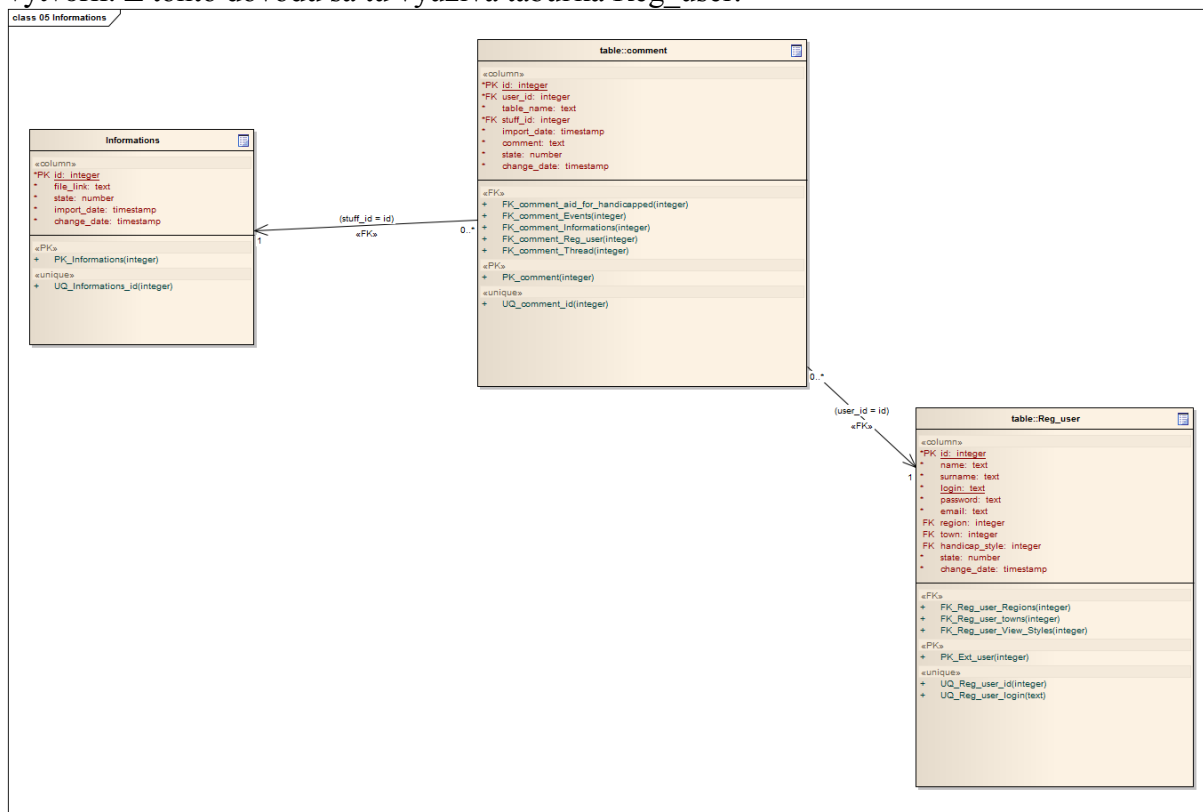 vytvoril. Z tohto dôvodu sa tu využíva tabuľka Reg_user.
class 05 Informations
table::comment
«column»
*PK id: integer
*FK user_id: integer
* table_name: text
*FK stuff_id: integer
* import_date: timestamp
* comment: text
* state: number
* change_date: timestamp
«FK»
+ FK_comment_aid_for_handicapped(integer)
+ FK_comment_Events(integer)
+ FK_comment_Informations(integer)
+ FK_comment_Reg_user(integer)
+ FK_comment_Thread(integer)
«PK»
+ PK_comment(integer)
«unique»
+ UQ_comment_id(integer)
Informations
«column»
*PK id: integer
* file_link: text
* state: number
* import_date: timestamp
* change_date: timestamp
«PK»
+ PK_Informations(integer)
«unique»
+ UQ_Informations_id(integer)
(stuff_id = id)
1
0..*
«FK»
0..*
(user_id = id)
«FK»
1
table::Reg_user
«column»
*PK id: integer
* name: text
* surname: text
* login: text
* password: text
* email: text
FK region: integer
FK town: integer
FK handicap_style: integer
* state: number
* change_date: timestamp
«FK»
+ FK_Reg_user_Regions(integer)
+ FK_Reg_user_towns(integer)
+ FK_Reg_user_View_Styles(integer)
«PK»
+ PK_Ext_user(integer)
«unique»
+ UQ_Reg_user_id(integer)
+ UQ_Reg_user_login(text)